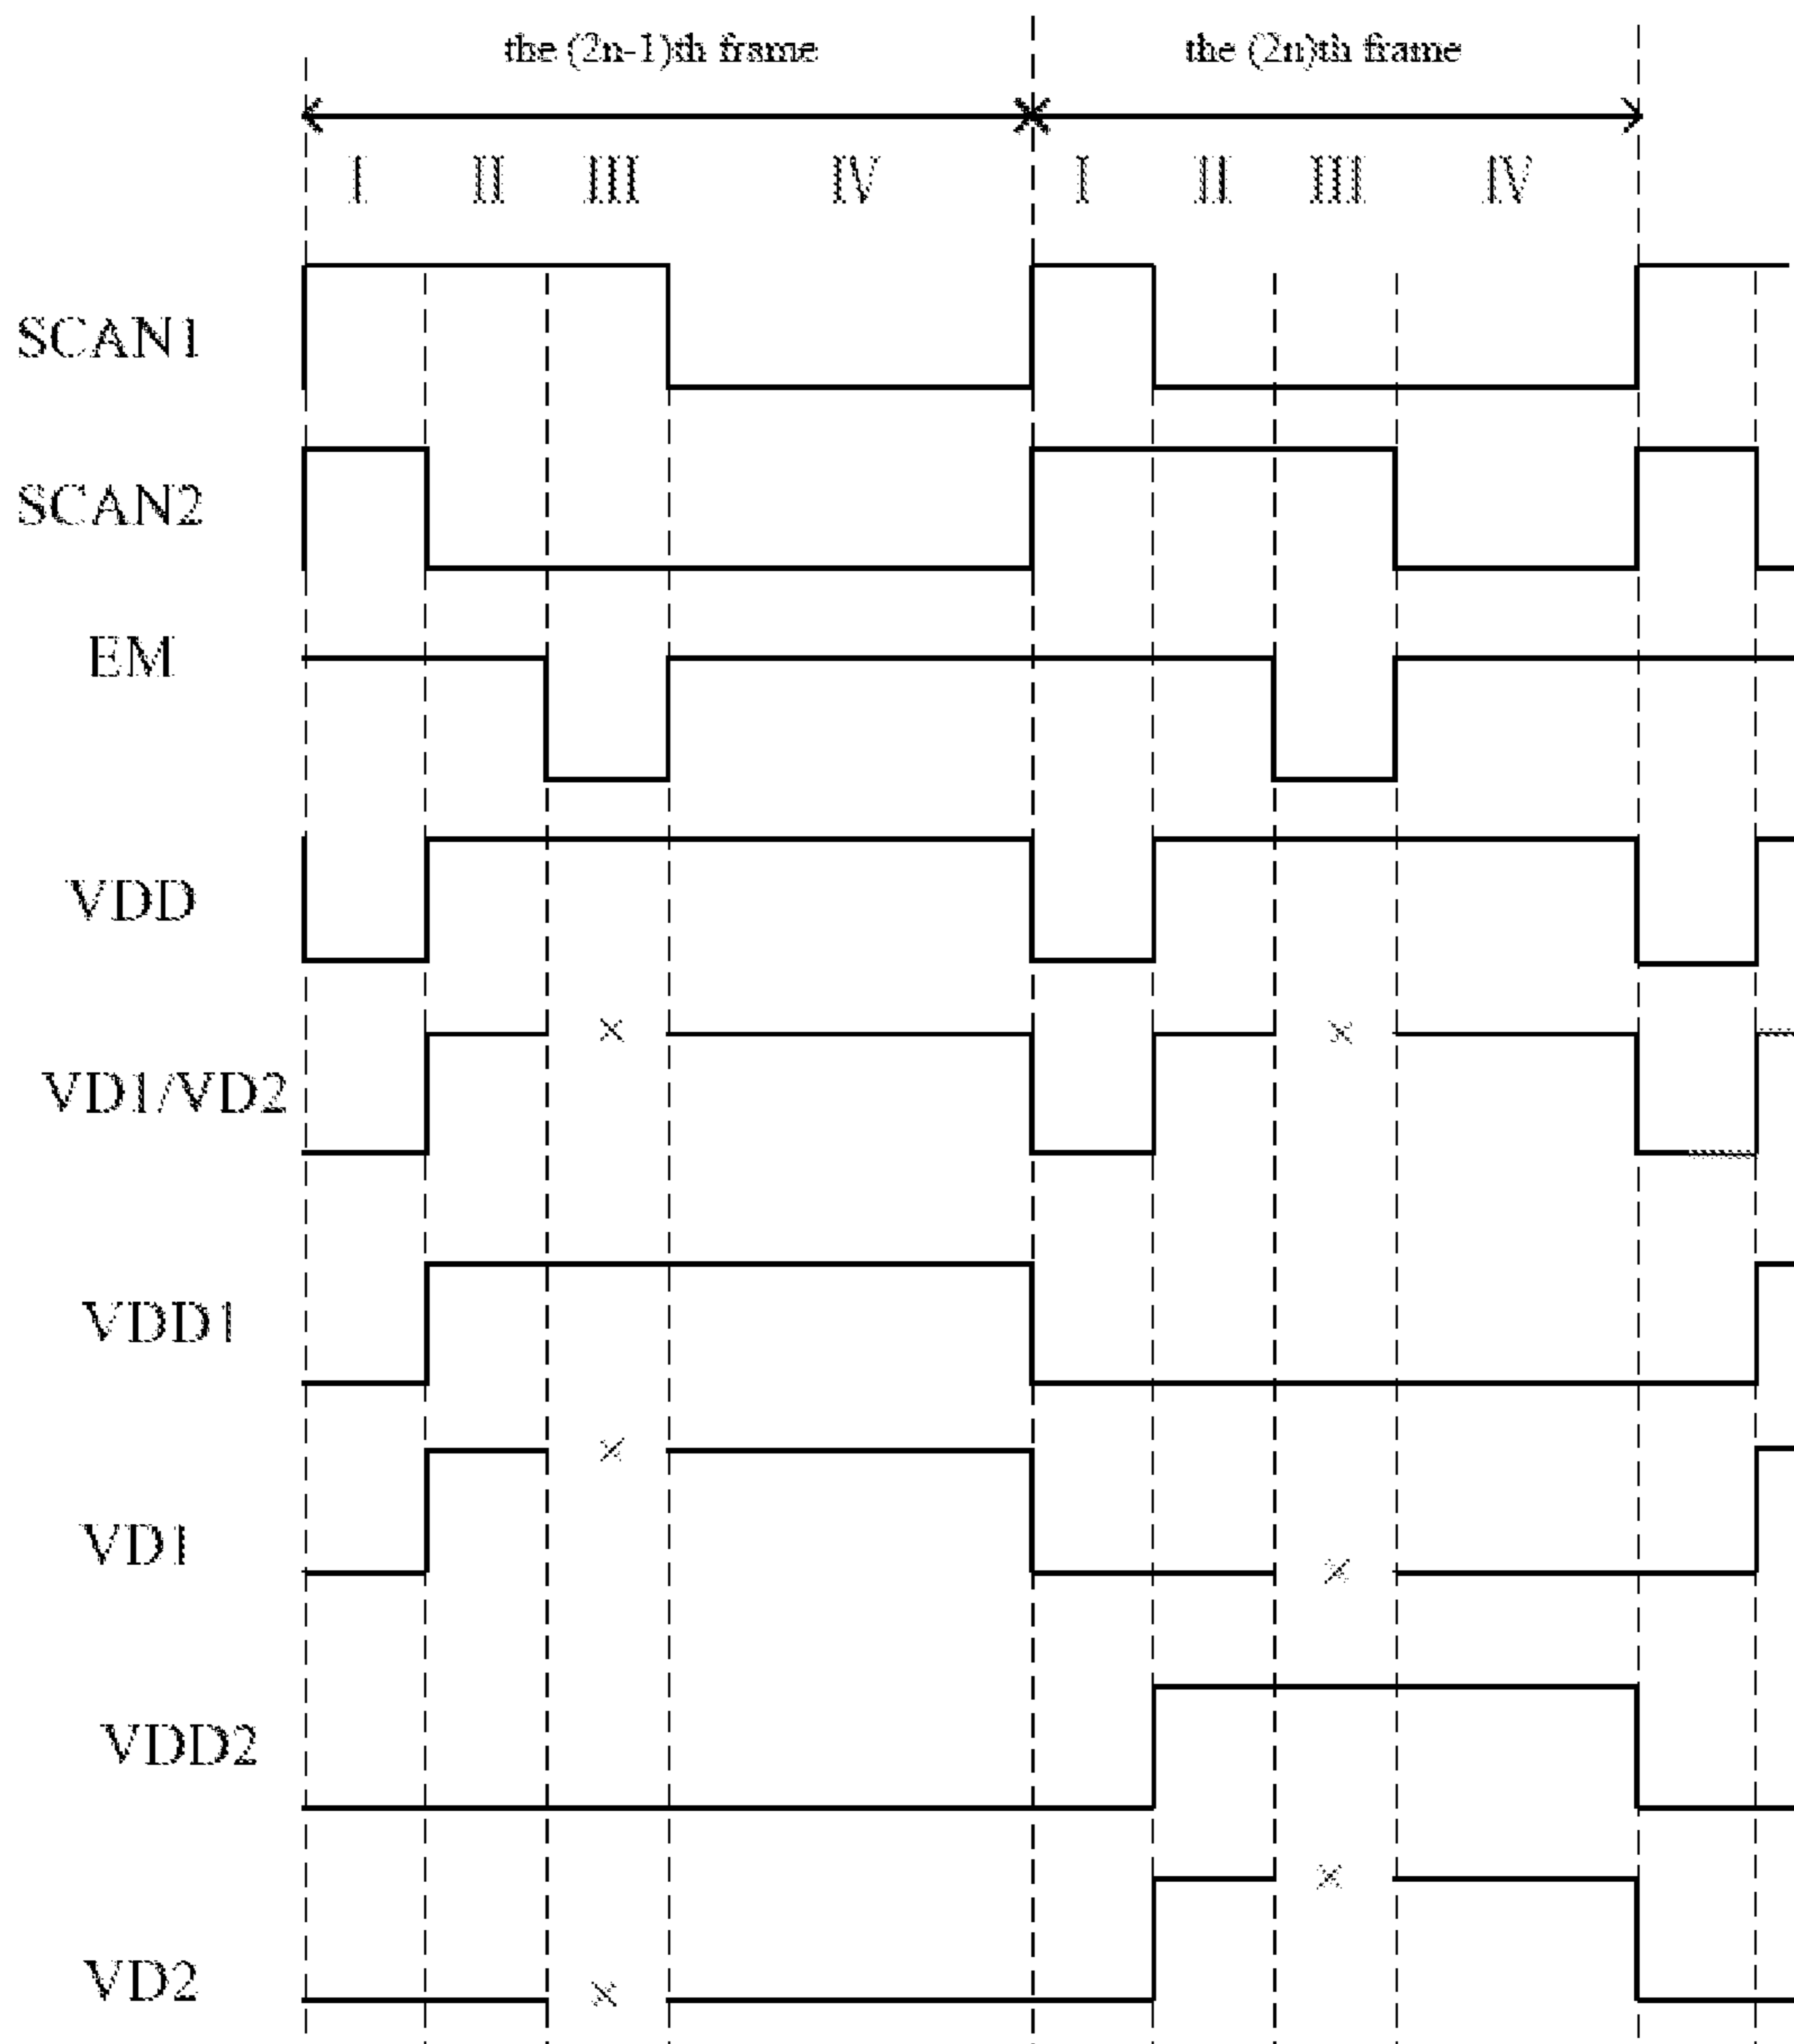 the (2n-1)th frame the (2n)th frame
I II III IV I II III IV
SCAN1
SCAN2
EM
VDD
× ×
VD1/VD2
VDD1
×
VD1
×
VDD2
×
VD2
×